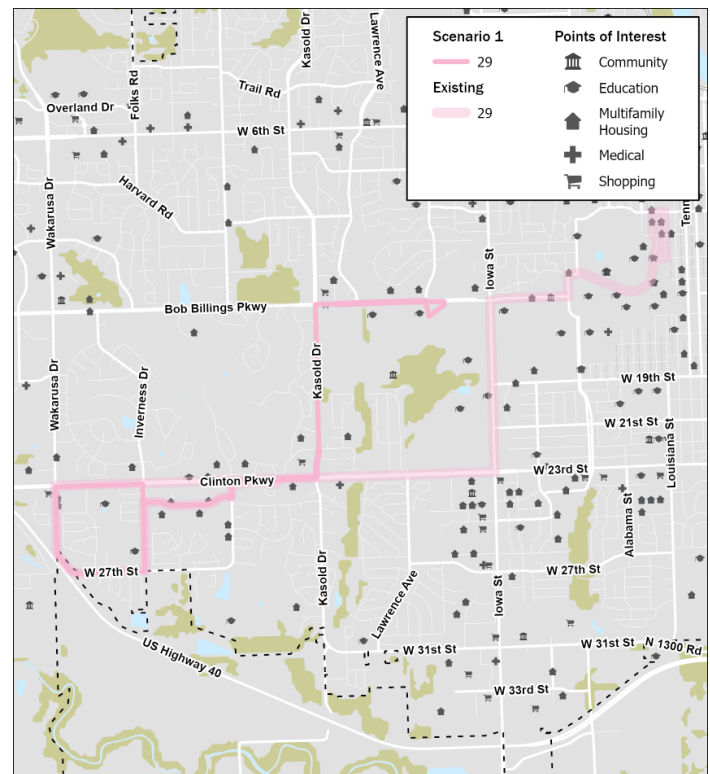 Scenario 1
29
Existing
29
Points of Interest
Community
Education
Multifamily
Housing
Medical
Shopping
Kasold Dr
Lawrence Ave
Folks Rd
Trail Rd
Overland Dr
W 6th St
Harvard Rd
Wakarusa Dr
Tenn
Iowa St
Bob Billings Pkwy
Kasold Dr
Wakarusa Dr
Inverness Dr
W 19th St
W 21st St
Louisiana St
W 23rd St
Clinton Pkwy
Alabama St
W 27th St
W 27th St
Kasold Dr
Lawrence Ave
Iowa St
US Highway 40
W 31st St
W 31st St
N 1300 Rd
W 33rd St